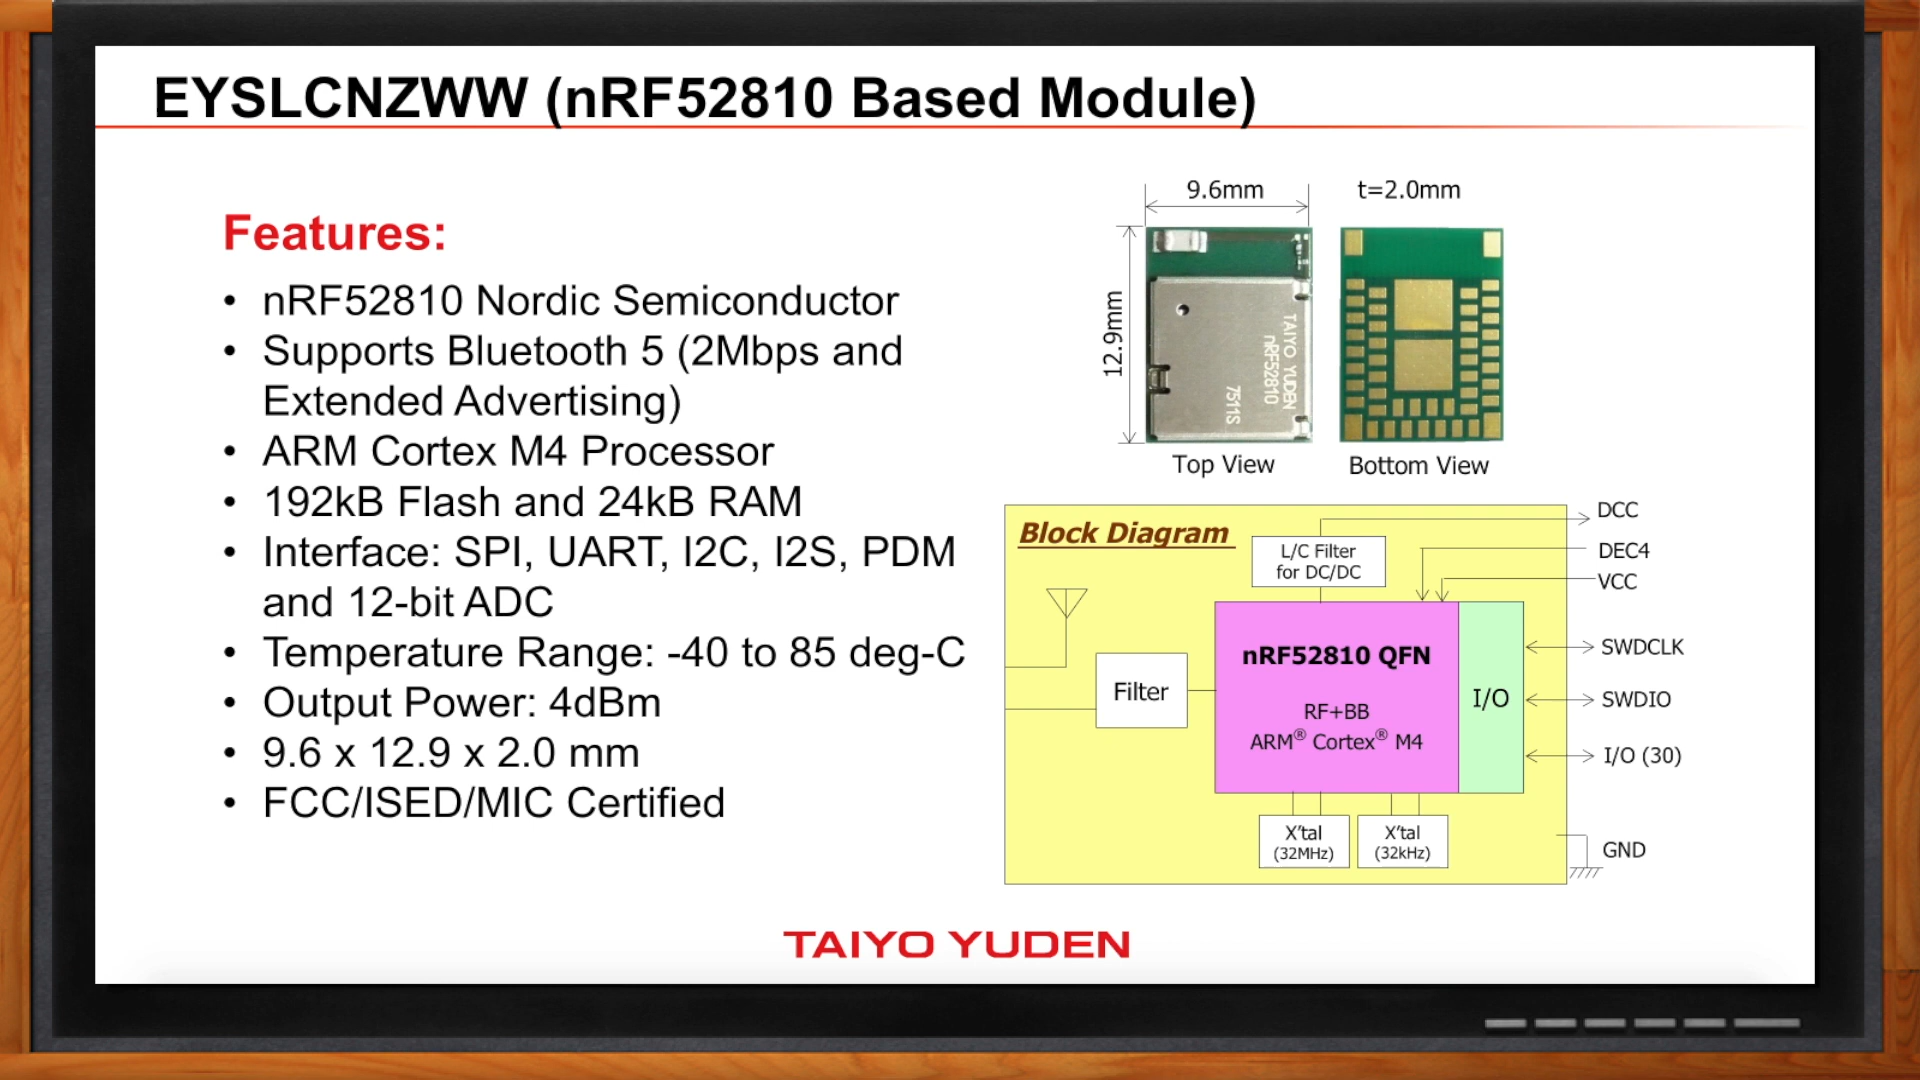 EYSLCNZWW (nRF52810 Based Module)
Features:
• nRF52810 Nordic Semiconductor
• Supports Bluetooth 5 (2Mbps and
Extended Advertising)
• ARM Cortex M4 Processor
• 192kB Flash and 24kB RAM
• Interface: SPI, UART, I2C, I2S, PDM
and 12-bit ADC
• Temperature Range: -40 to 85 deg-C
• Output Power: 4dBm
• 9.6 x 12.9 x 2.0 mm
• FCC/ISED/MIC Certified
9.6mm
t=2.0mm
12.9mm
TAIYO YUDEN
nRF52810
7511S
Top View
Bottom View
Block Diagram
L/C Filter
for DC/DC
DCC
DEC4
VCC
Filter
nRF52810 QFN
RF+BB
ARM® Cortex® M4
I/O
SWDCLK
SWDIO
I/O (30)
X'tal
(32MHz)
X'tal
(32kHz)
GND
TAIYO YUDEN